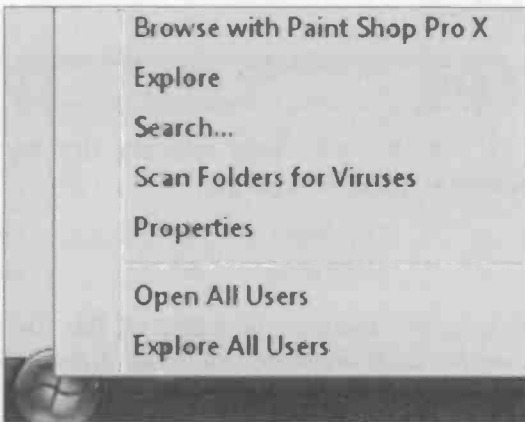 Browse with Paint Shop Pro X
Explore
Search...
Scan Folders for Viruses
Properties
Open All Users
Explore All Users